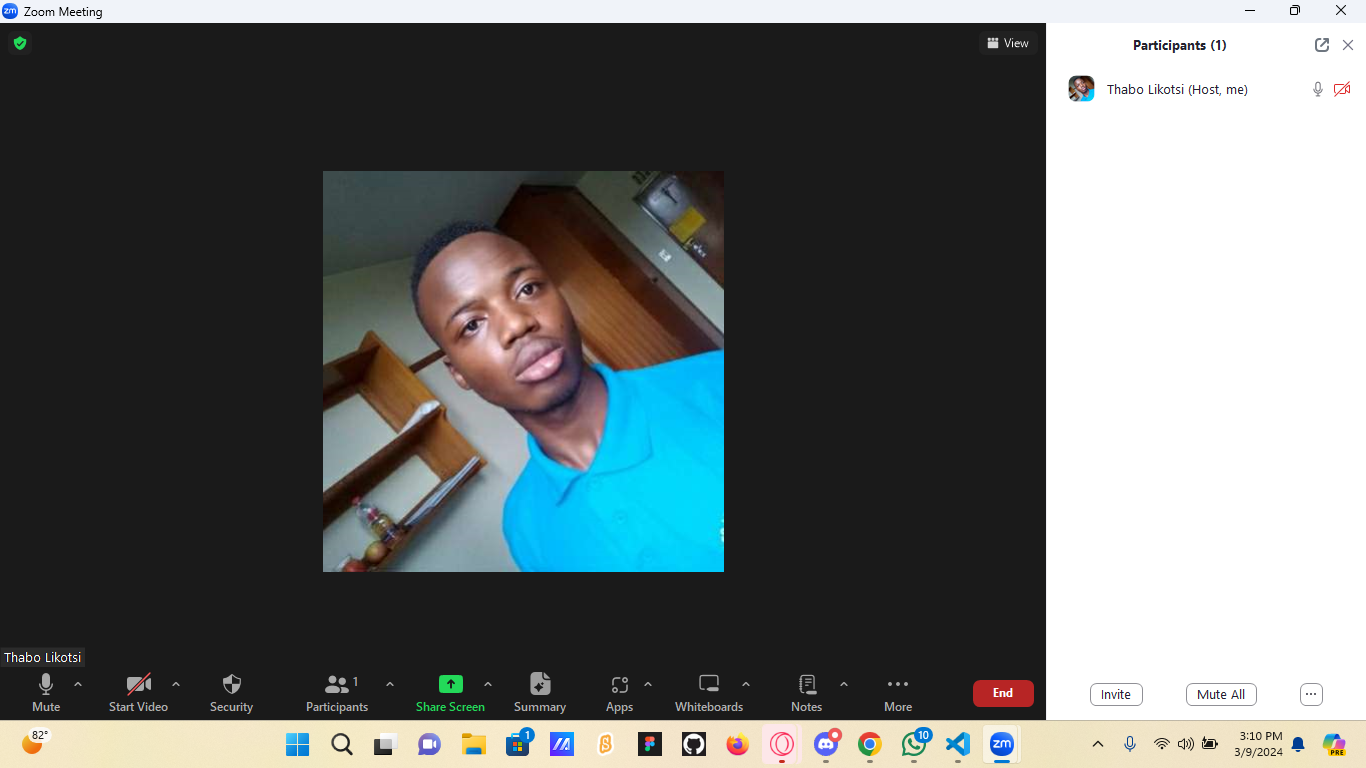 zm Zoom Meeting
View
Participants (1)
Thabo Likotsi (Host, me)
Thabo Likotsi
Mute
Start Video
Security
1
Participants
Share Screen
Summary
Apps
Whiteboards
Notes
More
End
Invite
Mute All
82°
1
10
zm
3:10 PM
3/9/2024
PRE